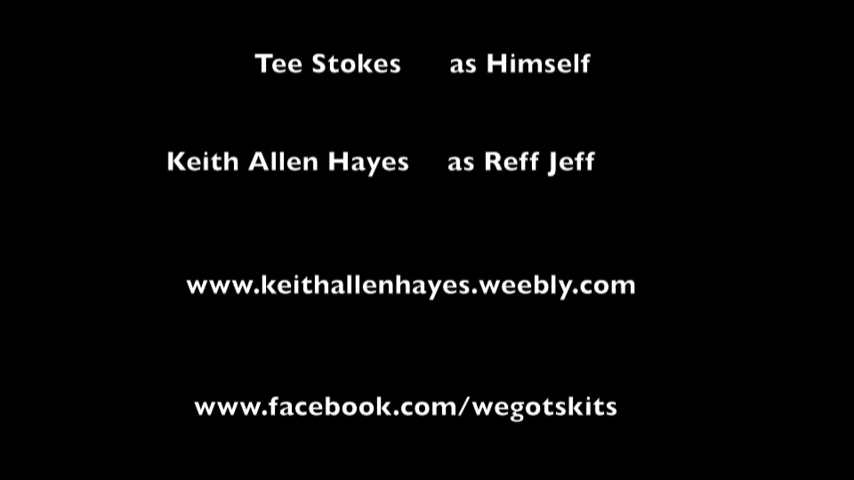 Tee Stokes as Himself
Keith Allen Hayes as Reff Jeff
www.keithallenhayes.weebly.com
www.facebook.com/wegotskits